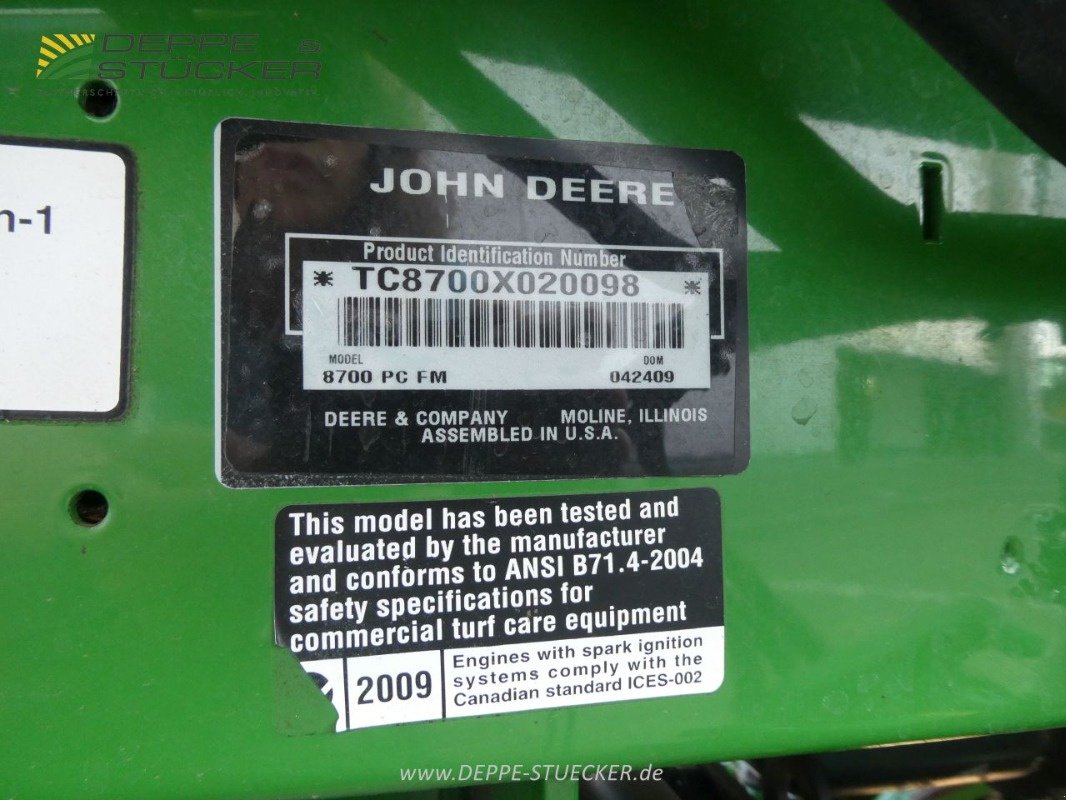 DEPPE &
STÜCKER
n-1
JOHN DEERE
Product Identification Number
* TC8700X020098 *
MODEL DOM
8700 PC FM 042409
DEERE & COMPANY MOLINE, ILLINOIS
ASSEMBLED IN U.S.A.
This model has been tested and
evaluated by the manufacturer
and conforms to ANSI B71.4-2004
safety specifications for
commercial turf care equipment
2009
Engines with spark ignition
systems comply with the
Canadian standard ICES-002
www.DEPPE-STUECKER.de